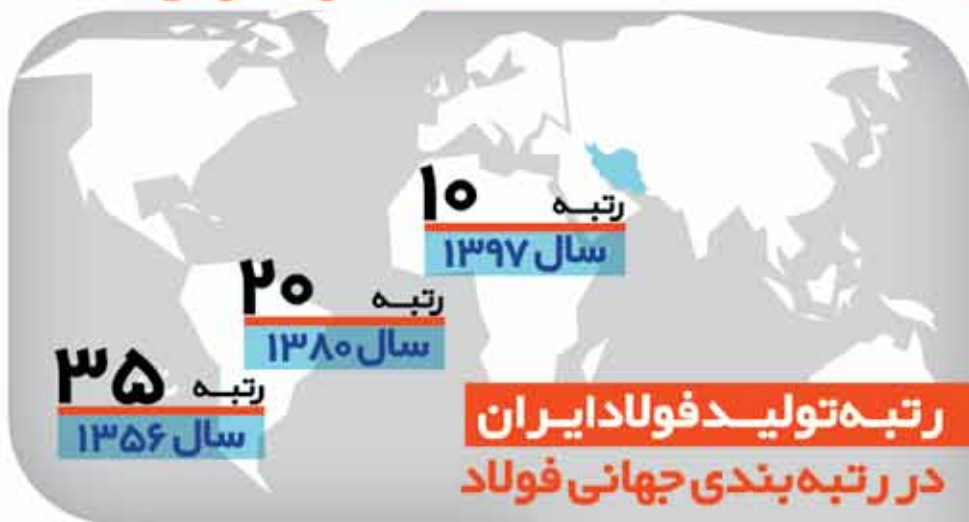 رتبه ۱۰
سال ۱۳۹۷
رتبه ۲۰
سال ۱۳۸۰
رتبه ۳۵
سال ۱۳۵۶
رتبه تولید فولاد ایران
در رتبه‌بندی جهانی فولاد